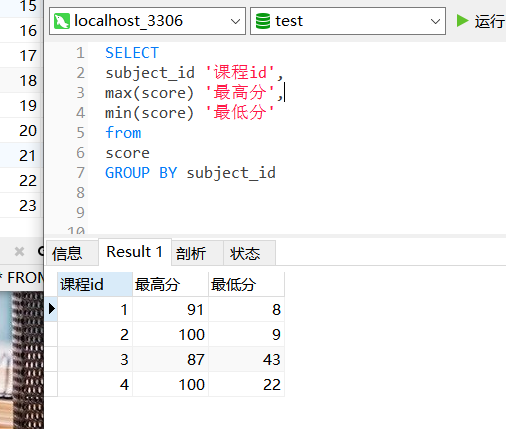 15
16
17
18
19
20
21
22
23
* FROM
localhost_3306
test
运行
1 SELECT
2 subject_id '课程id',
3 max(score) '最高分',
4 min(score) '最低分'
5 from
6 score
7 GROUP BY subject_id
8
9
10
信息 Result 1 剖析 状态
课程id 最高分 最低分
1 91 8
2 100 9
3 87 43
4 100 22